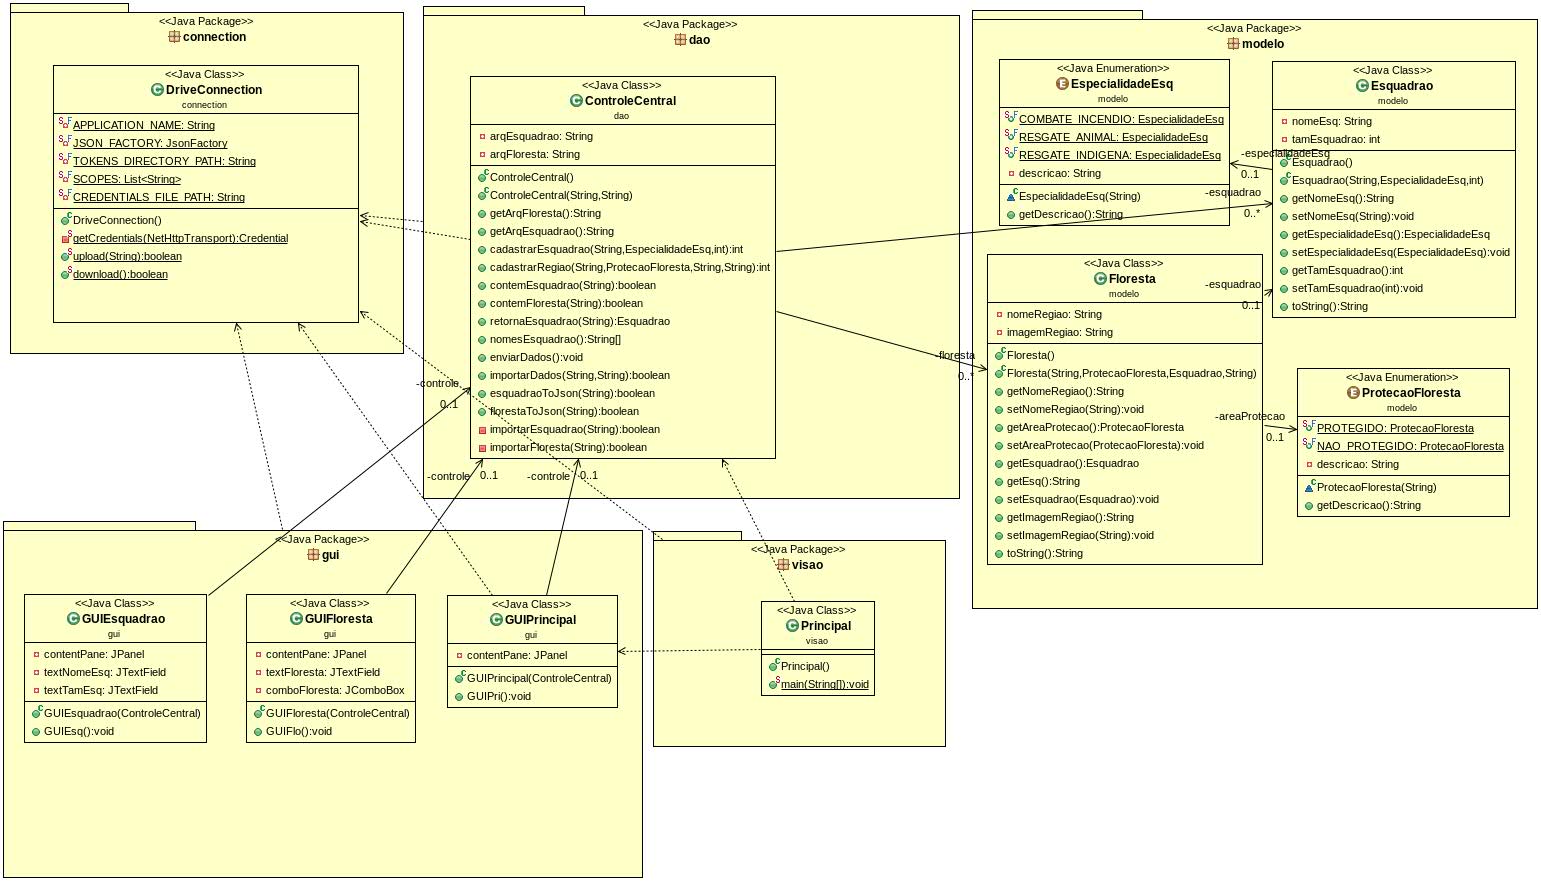 <<Java Package>>
connection
<<Java Class>>
DriveConnection
connection
APPLICATION_NAME: String
JSON_FACTORY: JsonFactory
TOKENS_DIRECTORY_PATH: String
SCOPES: List<String>
CREDENTIALS_FILE_PATH: String
DriveConnection()
getCredentials(NetHttpTransport):Credential
upload(String):boolean
download():boolean
<<Java Package>>
dao
<<Java Class>>
ControleCentral
dao
arqEsquadrao: String
arqFloresta: String
ControleCentral()
ControleCentral(String,String)
getArqFloresta():String
getArqEsquadrao():String
cadastrarEsquadrao(String,EspecialidadeEsq,int):int
cadastrarRegiao(String,ProtecaoFloresta,String,String):int
contemEsquadrao(String):boolean
contemFloresta(String):boolean
retornaEsquadrao(String):Esquadrao
nomesEsquadrao():String[]
enviarDados():void
importarDados(String,String):boolean
esquadraoToJson(String):boolean
florestaToJson(String):boolean
importarEsquadrao(String):boolean
importarFloresta(String):boolean
-controle
0..1
-controle
0..1
-controle
0..1
<<Java Package>>
modelo
<<Java Enumeration>>
EspecialidadeEsq
modelo
COMBATE_INCENDIO: EspecialidadeEsq
RESGATE_ANIMAL: EspecialidadeEsq
RESGATE_INDIGENA: EspecialidadeEsq
descricao: String
EspecialidadeEsq(String)
getDescricao():String
<<Java Class>>
Esquadrao
modelo
nomeEsq: String
tamEsquadrao: int
Esquadrao()
Esquadrao(String,EspecialidadeEsq,int)
getNomeEsq():String
setNomeEsq(String):void
getEspecialidadeEsq():EspecialidadeEsq
setEspecialidadeEsq(EspecialidadeEsq):void
getTamEsquadrao():int
setTamEsquadrao(int):void
toString():String
-especialidadeEsq
0..1
-esquadrao
0..*
-esquadrao
0..1
<<Java Class>>
Floresta
modelo
nomeRegiao: String
imagemRegiao: String
Floresta()
Floresta(String,ProtecaoFloresta,Esquadrao,String)
getNomeRegiao():String
setNomeRegiao(String):void
getAreaProtecao():ProtecaoFloresta
setAreaProtecao(ProtecaoFloresta):void
getEsquadrao():Esquadrao
getEsq():String
setEsquadrao(Esquadrao):void
getImagemRegiao():String
setImagemRegiao(String):void
toString():String
-floresta
0..*
-areaProtecao
0..1
<<Java Enumeration>>
ProtecaoFloresta
modelo
PROTEGIDO: ProtecaoFloresta
NAO_PROTEGIDO: ProtecaoFloresta
descricao: String
ProtecaoFloresta(String)
getDescricao():String
<<Java Package>>
gui
<<Java Class>>
GUIEsquadrao
gui
contentPane: JPanel
textNomeEsq: JTextField
textTamEsq: JTextField
GUIEsquadrao(ControleCentral)
GUIEsq():void
<<Java Class>>
GUIFloresta
gui
contentPane: JPanel
textFloresta: JTextField
comboFloresta: JComboBox
GUIFloresta(ControleCentral)
GUIFlo():void
<<Java Class>>
GUIPrincipal
gui
contentPane: JPanel
GUIPrincipal(ControleCentral)
GUIPri():void
<<Java Package>>
visao
<<Java Class>>
Principal
visao
Principal()
main(String[]):void